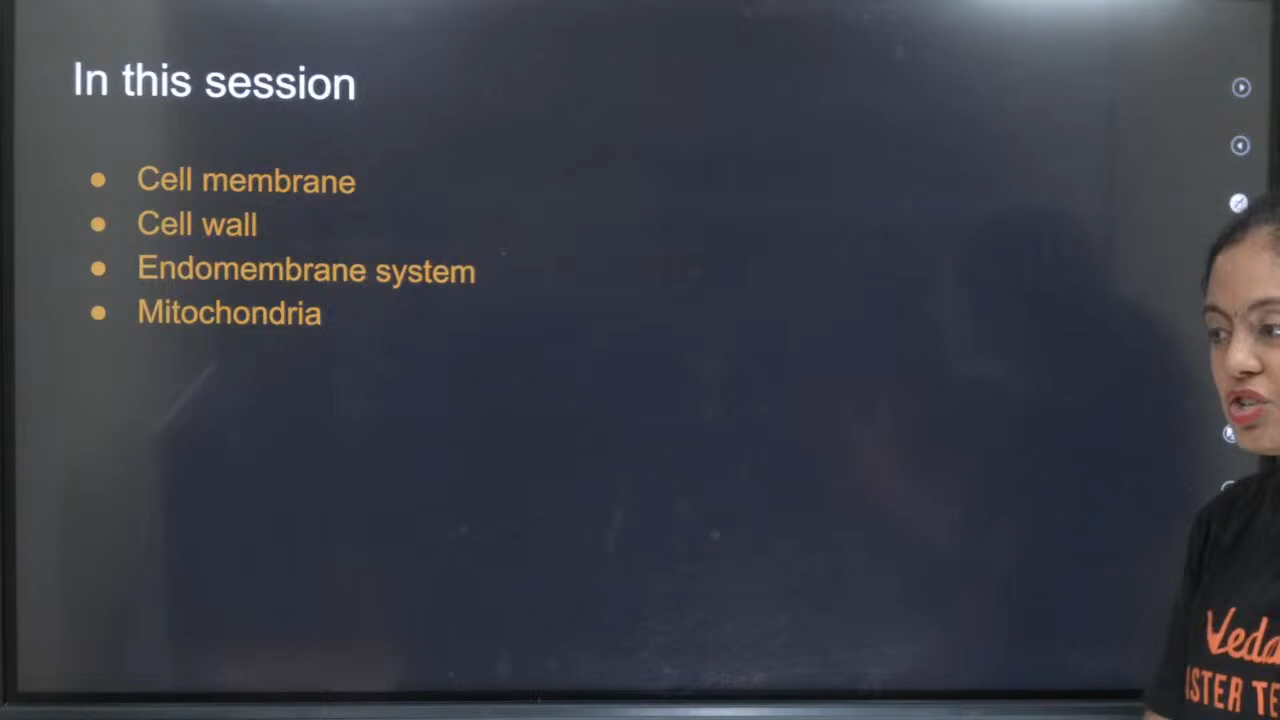 In this session
● Cell membrane
● Cell wall
● Endomembrane system
● Mitochondria